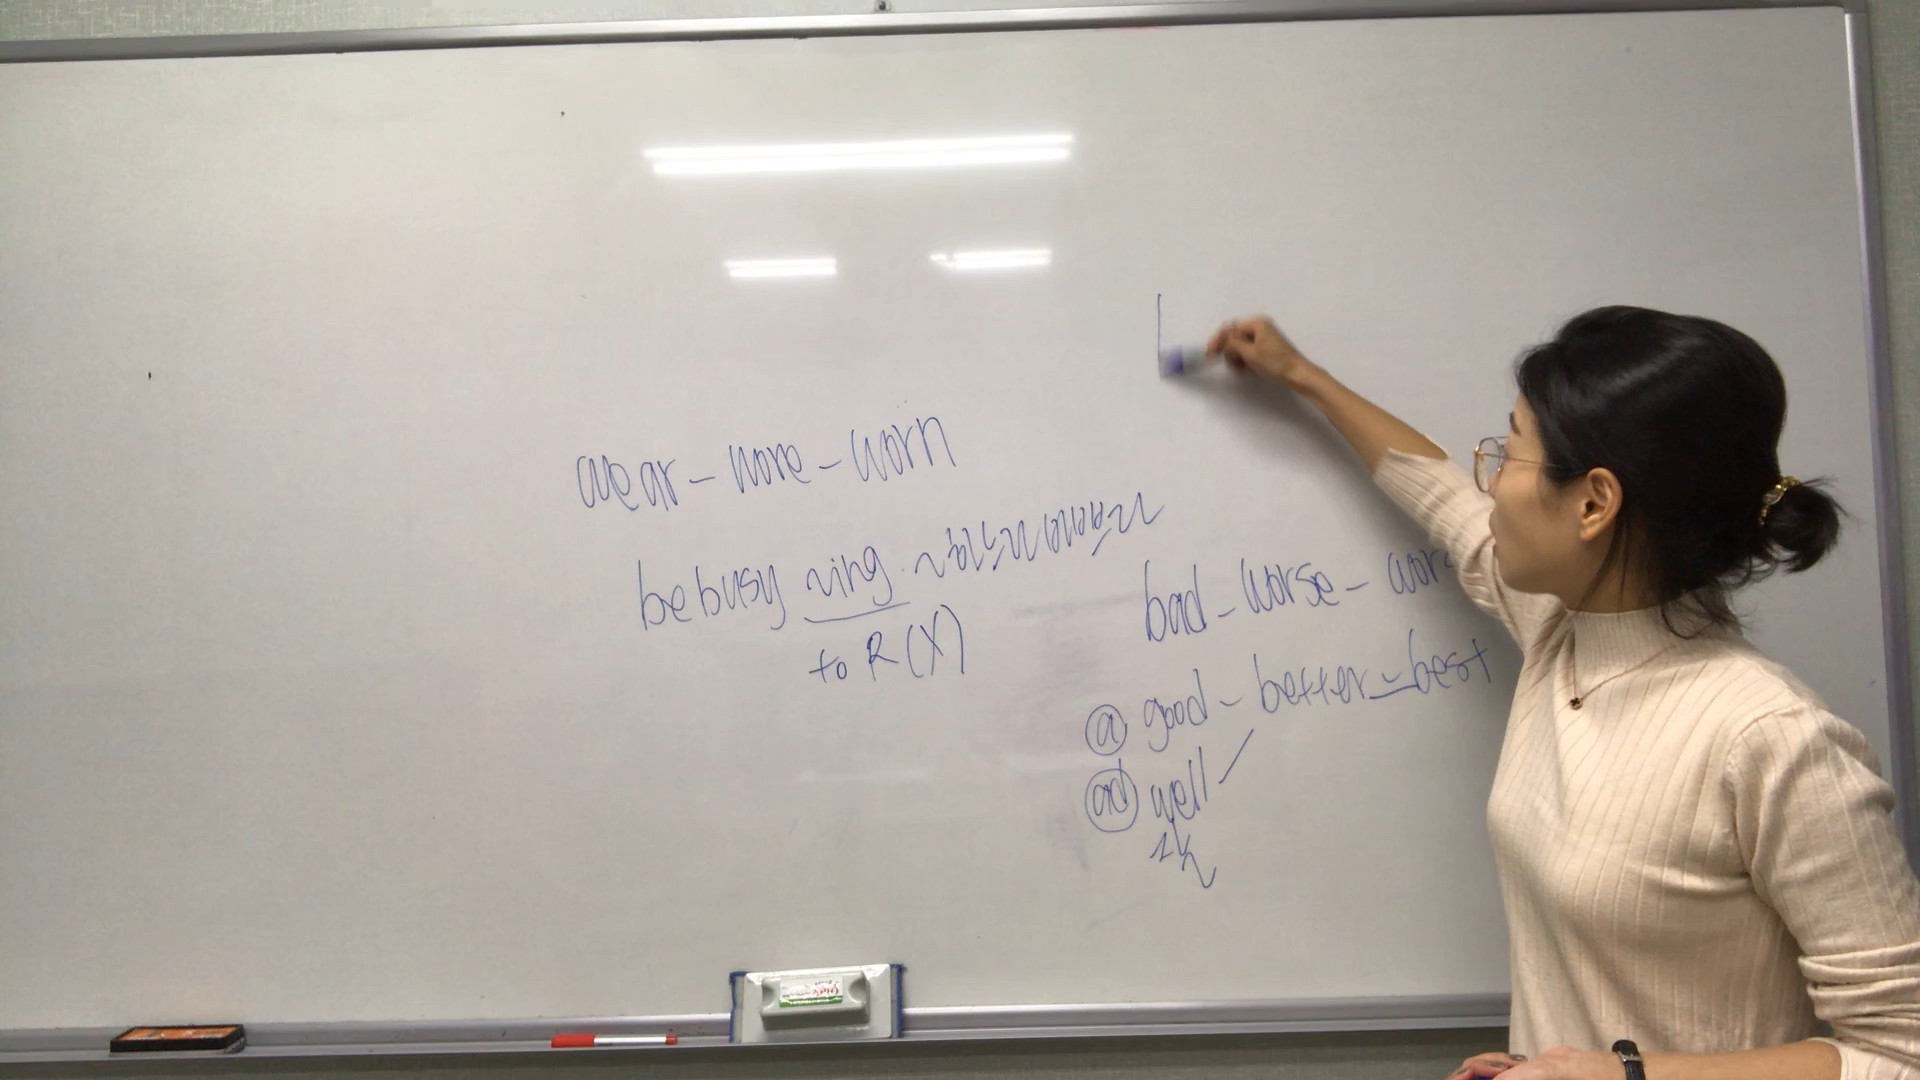 wear - wore - worn
be busy ~ing ~하느라 바쁘다
to R (X)
bad - worse - wors
ⓐ good - better - best
ad well
잘